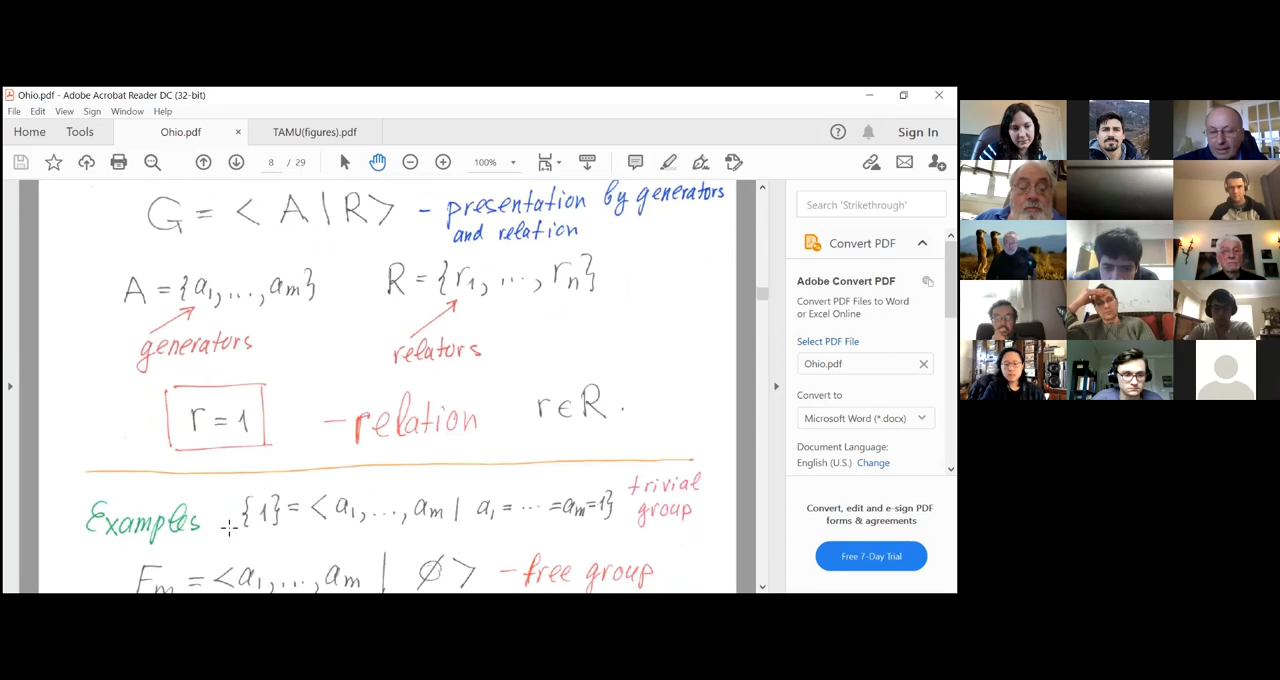 Ohio.pdf - Adobe Acrobat Reader DC (32-bit)
File Edit View Sign Window Help
Home Tools Ohio.pdf × TAMU(figures).pdf Sign In
8 / 29 100%
G = < A | R > - presentation by generators
and relation
A = {a1, ..., am} R = {r1, ..., rn}
generators relators
r = 1 - relation r ∈ R .
Examples {1} = < a1, ..., am | a1 = ... = am = 1} trivial
group
Fm = < a1, ..., am | ∅ > - free group
Search 'Strikethrough'
Convert PDF
Adobe Convert PDF
Convert PDF Files to Word
or Excel Online
Select PDF File
Ohio.pdf
Convert to
Microsoft Word (*.docx)
Document Language:
English (U.S.) Change
Convert, edit and e-sign PDF
forms & agreements
Free 7-Day Trial